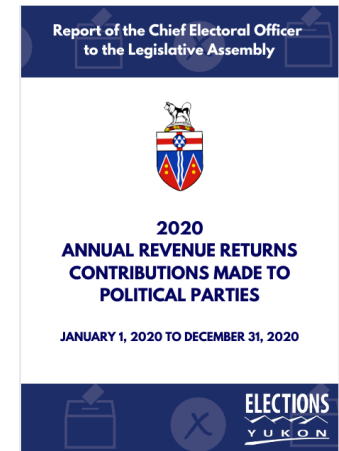 Report of the Chief Electoral Officer
to the Legislative Assembly
2020
ANNUAL REVENUE RETURNS
CONTRIBUTIONS MADE TO
POLITICAL PARTIES
JANUARY 1, 2020 TO DECEMBER 31, 2020
ELECTIONS
YUKON